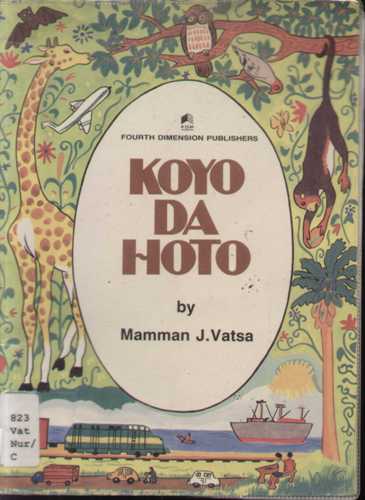 FOURTH DIMENSION PUBLISHERS
KOYO
DA
HOTO
by
Mamman J.Vatsa
823
Vat
Nur/
C